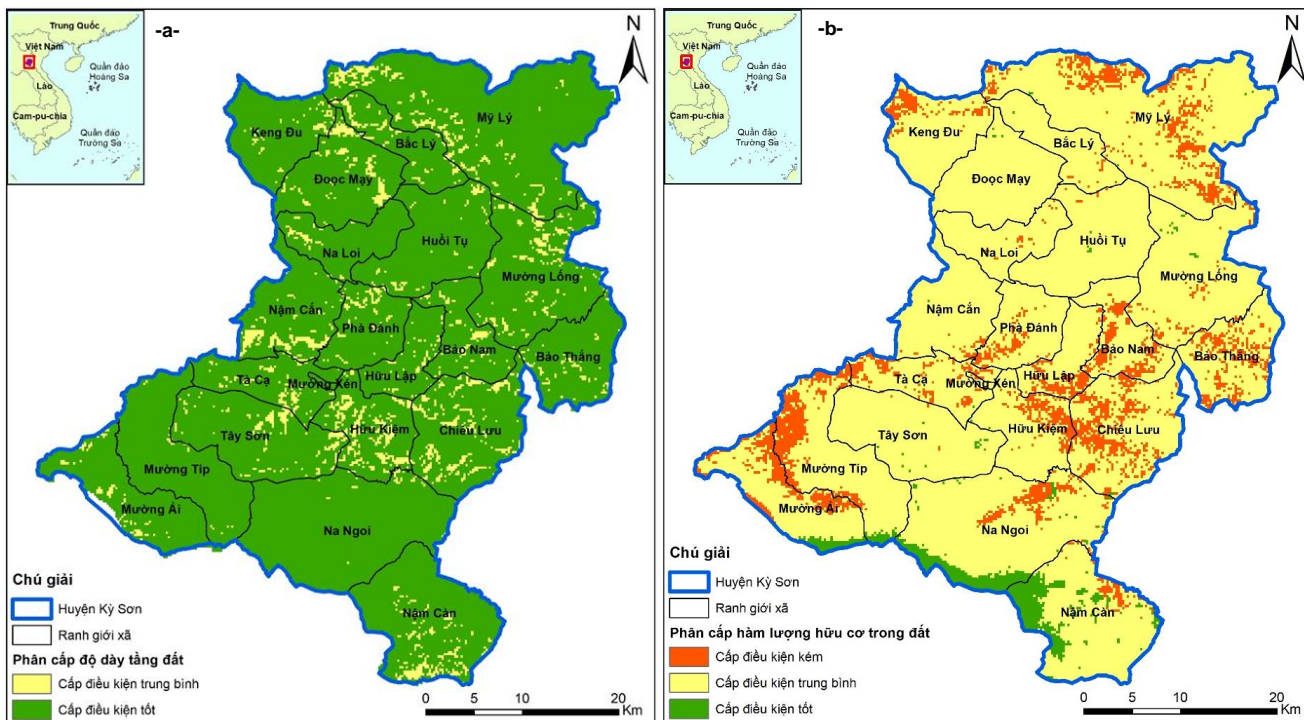 -a-
N
Trung Quốc
Việt Nam
Quần đảo
Hoàng Sa
Lào
Cam-pu-chia
Quần đảo
Trường Sa
Keng Đu
Mỹ Lý
Bắc Lý
Đoọc Mạy
Huồi Tụ
Na Loi
Mường Lống
Nậm Cắn
Phà Đánh
Bảo Nam
Bảo Thắng
Tà Cạ
Mường Xén
Hữu Lập
Tây Sơn
Hữu Kiệm
Chiêu Lưu
Mường Típ
Mường Ải
Na Ngoi
Nậm Càn
Chú giải
Huyện Kỳ Sơn
Ranh giới xã
Phân cấp độ dày tầng đất
Cấp điều kiện trung bình
Cấp điều kiện tốt
0 5 10 20
Km
-b-
N
Trung Quốc
Việt Nam
Quần đảo
Hoàng Sa
Lào
Cam-pu-chia
Quần đảo
Trường Sa
Keng Đu
Mỹ Lý
Bắc Lý
Đoọc Mạy
Huồi Tụ
Na Loi
Mường Lống
Nậm Cắn
Phà Đánh
Bảo Nam
Bảo Thắng
Tà Cạ
Mường Xén
Hữu Lập
Tây Sơn
Hữu Kiệm
Chiêu Lưu
Mường Típ
Mường Ải
Na Ngoi
Nậm Càn
Chú giải
Huyện Kỳ Sơn
Ranh giới xã
Phân cấp hàm lượng hữu cơ trong đất
Cấp điều kiện kém
Cấp điều kiện trung bình
Cấp điều kiện tốt
0 5 10 20
Km